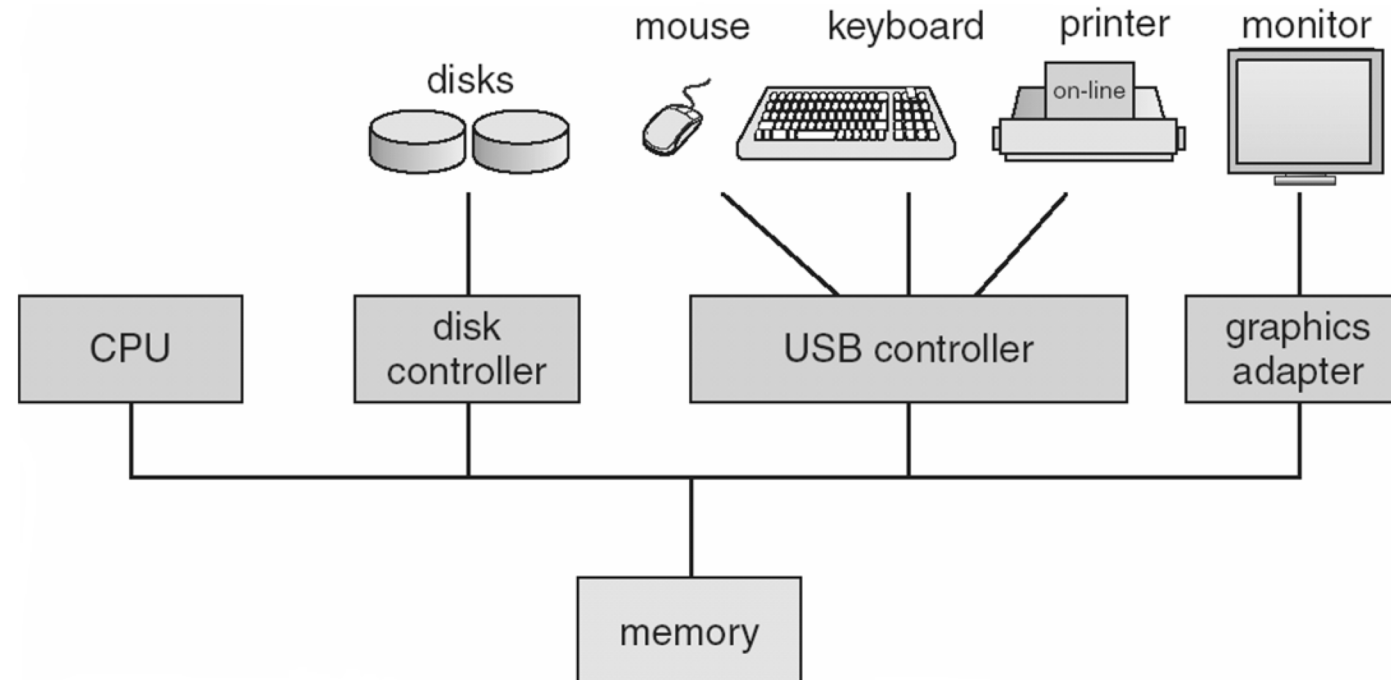 mouse
keyboard
printer
monitor
disks
on-line
CPU
disk
controller
USB controller
graphics
adapter
memory